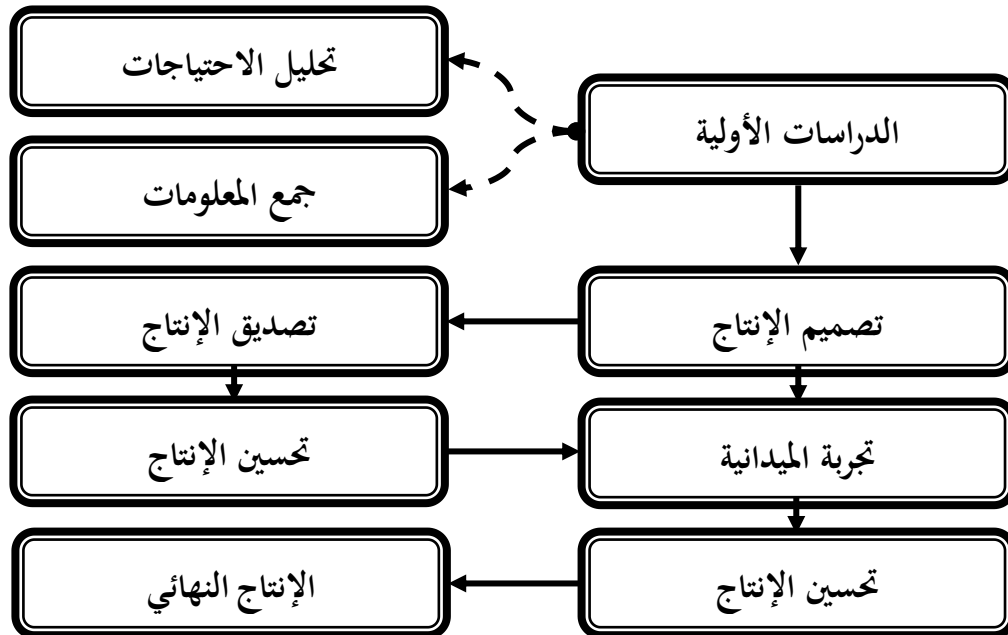 الدراسات الأولية
تحليل الاحتياجات
جمع المعلومات
تصميم الإنتاج
تصديق الإنتاج
تجربة الميدانية
تحسين الإنتاج
تحسين الإنتاج
الإنتاج النهائي